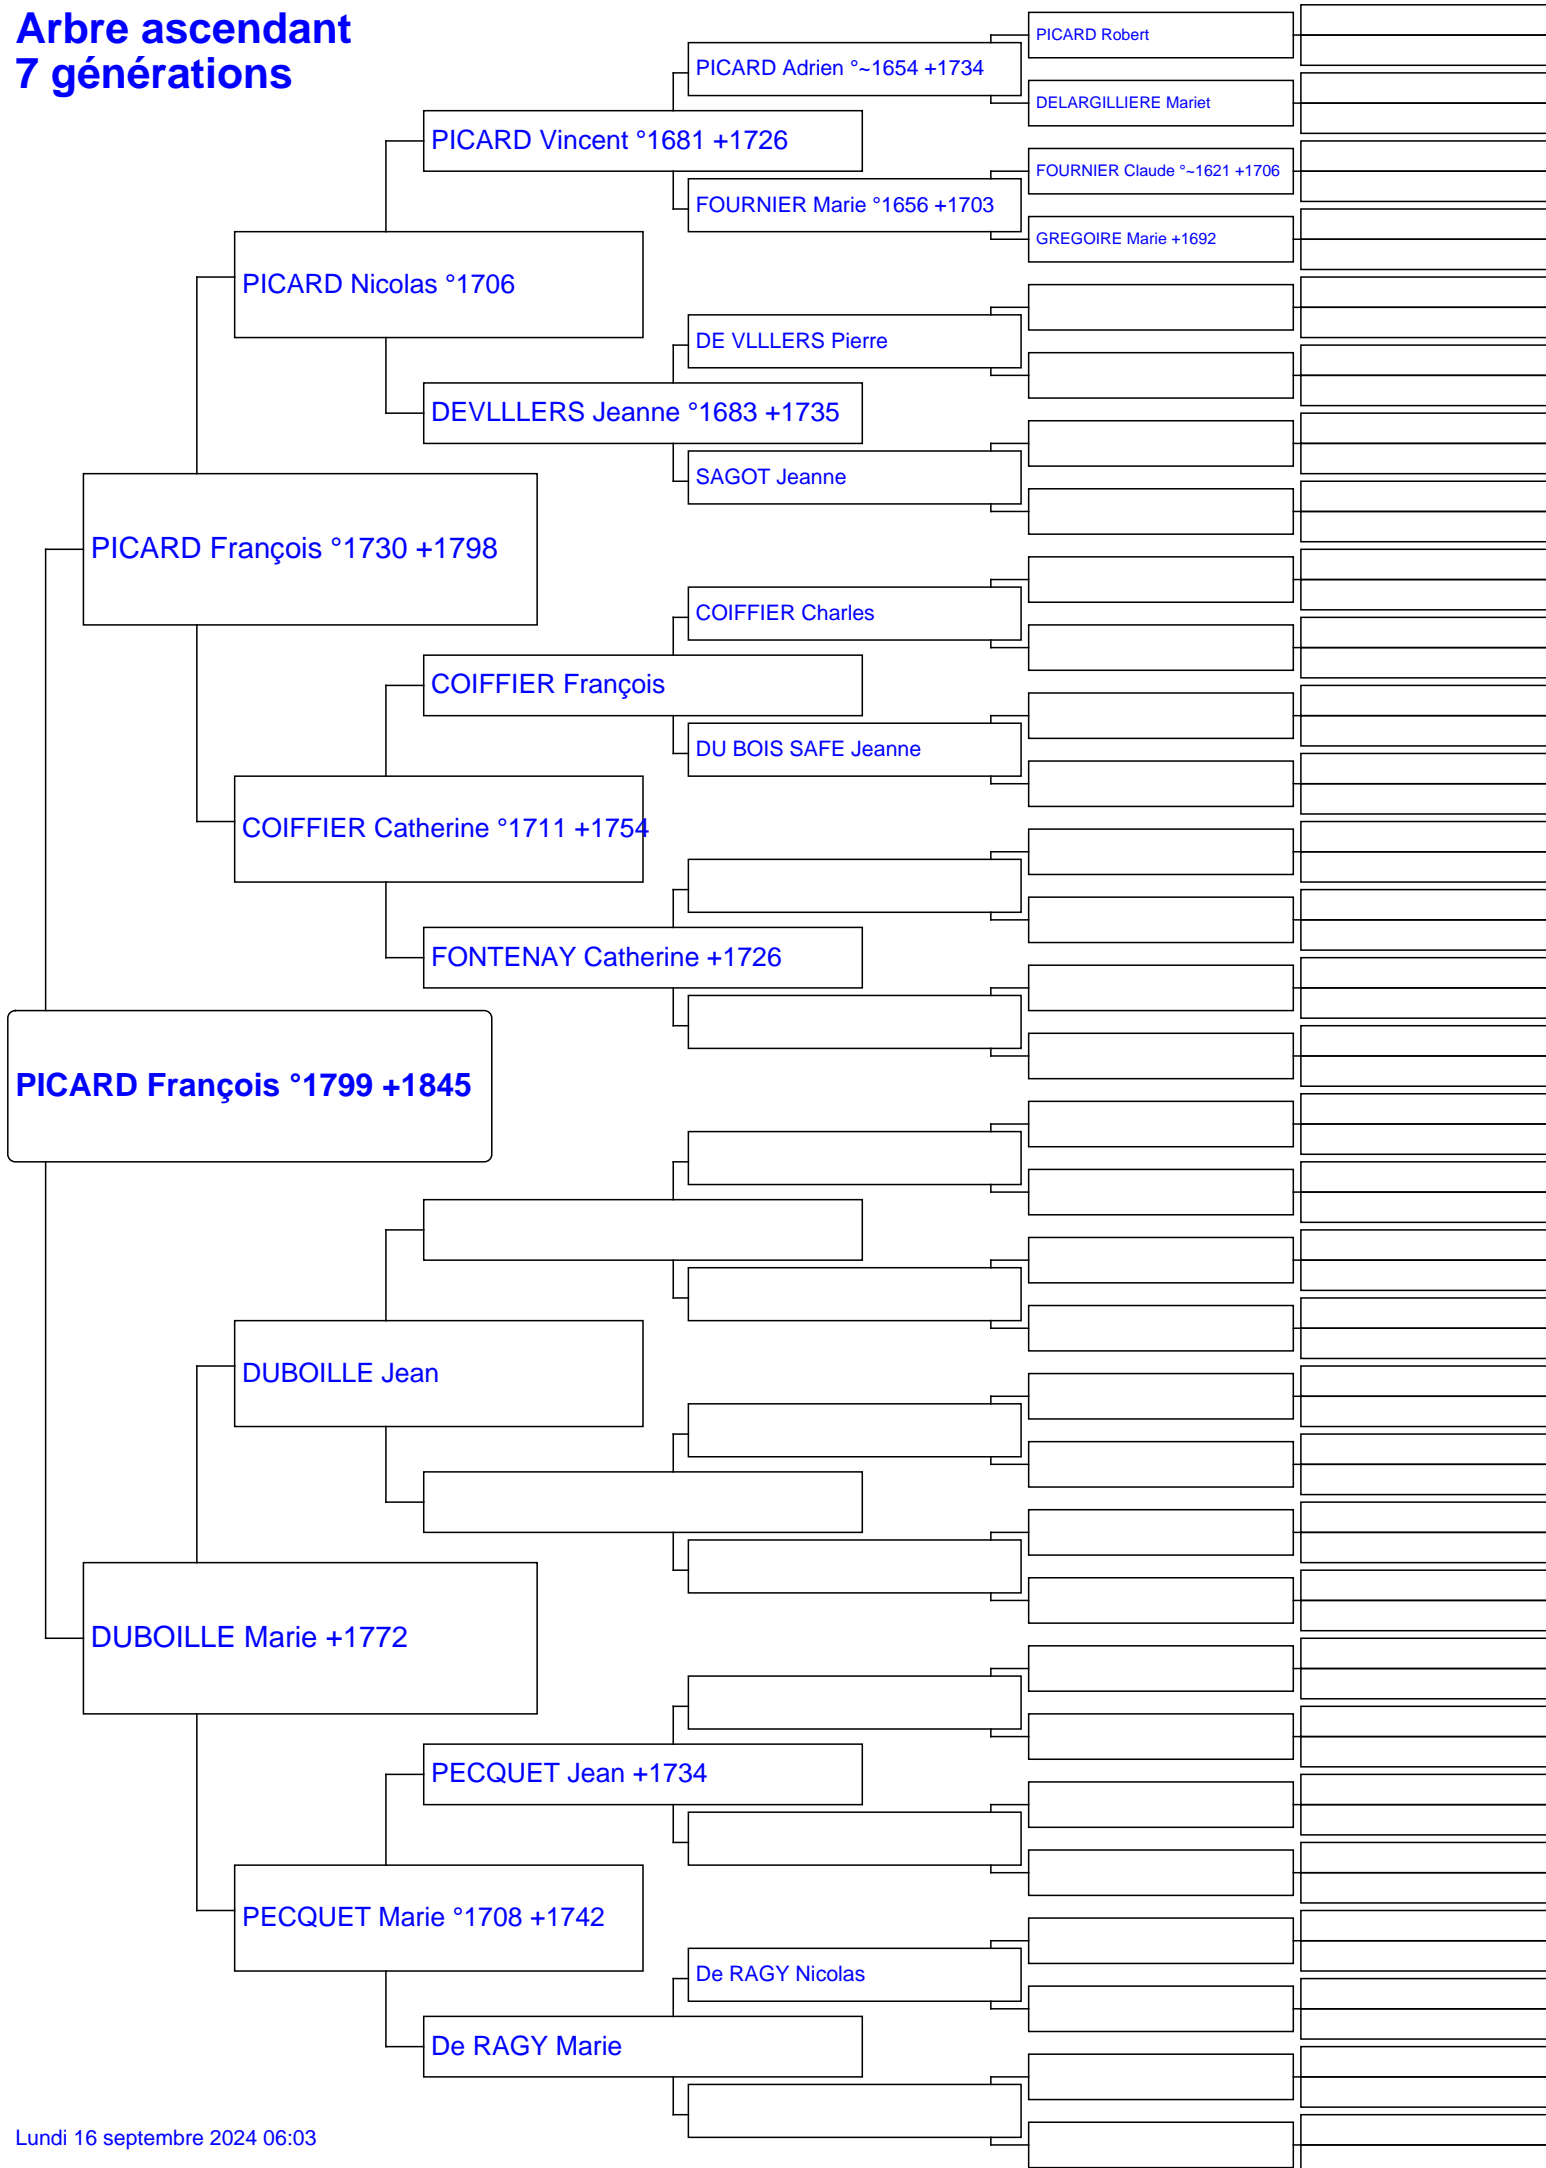 Arbre ascendant
7 générations
PICARD Robert
PICARD Adrien °~1654 +1734
DELARGILLIERE Mariet
PICARD Vincent °1681 +1726
FOURNIER Claude °~1621 +1706
FOURNIER Marie °1656 +1703
GREGOIRE Marie +1692
PICARD Nicolas °1706
DE VLLLERS Pierre
DEVLLLERS Jeanne °1683 +1735
SAGOT Jeanne
PICARD François °1730 +1798
COIFFIER Charles
COIFFIER François
DU BOIS SAFE Jeanne
COIFFIER Catherine °1711 +1754
FONTENAY Catherine +1726
PICARD François °1799 +1845
DUBOILLE Jean
DUBOILLE Marie +1772
PECQUET Jean +1734
PECQUET Marie °1708 +1742
De RAGY Nicolas
De RAGY Marie
Lundi 16 septembre 2024 06:03